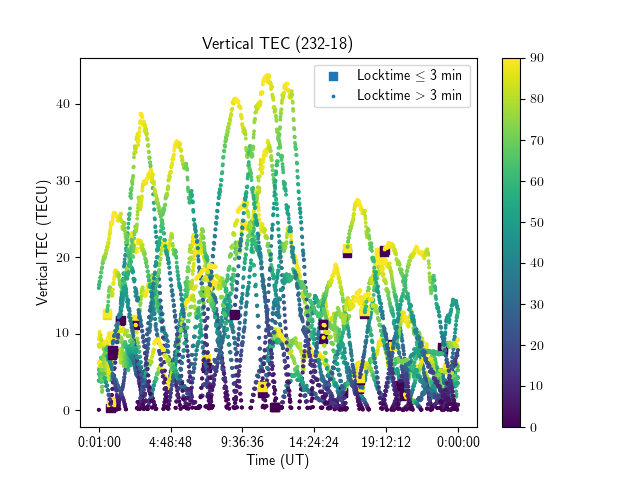 Vertical TEC (232-18)
Locktime ≤ 3 min
Locktime > 3 min
Vertical TEC (TECU)
40
30
20
10
0
0:01:00 4:48:48 9:36:36 14:24:24 19:12:12 0:00:00
Time (UT)
90
80
70
60
50
40
30
20
10
0